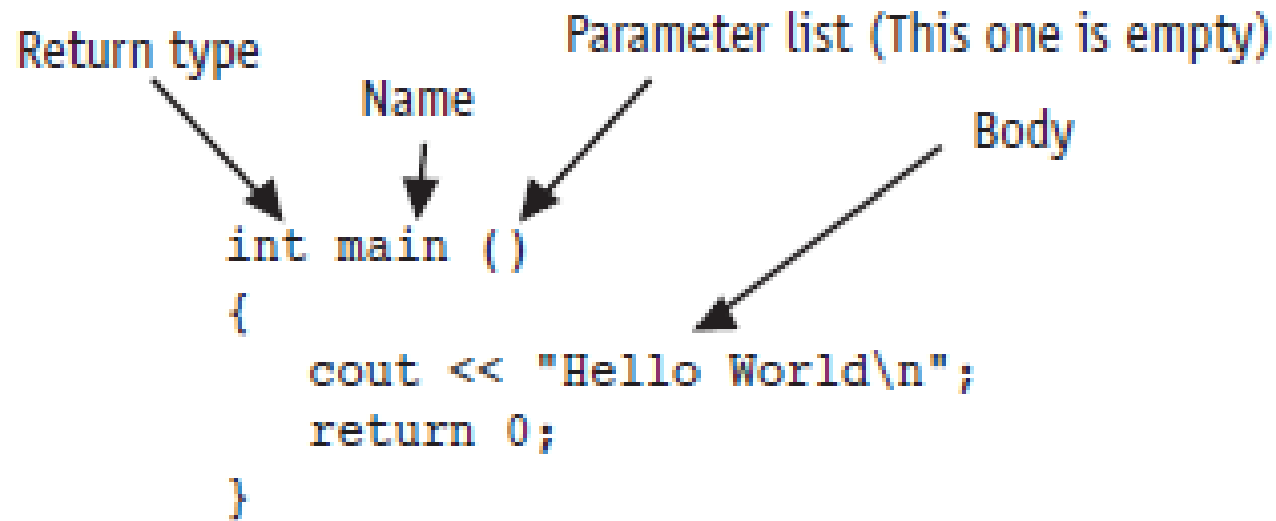 Return type
Parameter list (This one is empty)
Name
Body
int main ()
{
cout << "Hello World\n";
return 0;
}